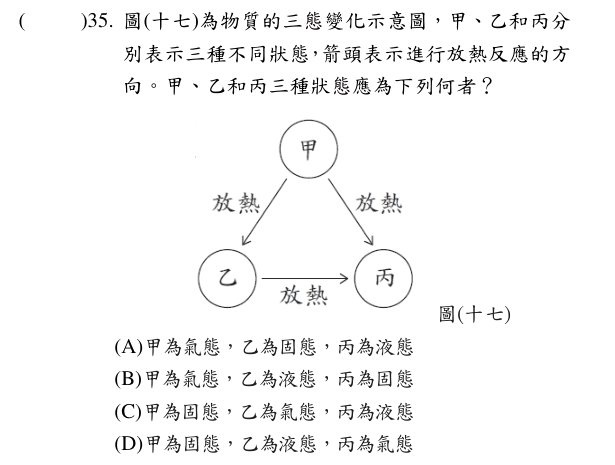 (　　)35. 圖(十七)為物質的三態變化示意圖，甲、乙和丙分
別表示三種不同狀態，箭頭表示進行放熱反應的方
向。甲、乙和丙三種狀態應為下列何者？
甲
放熱
放熱
乙
丙
放熱
圖(十七)
(A)甲為氣態，乙為固態，丙為液態
(B)甲為氣態，乙為液態，丙為固態
(C)甲為固態，乙為氣態，丙為液態
(D)甲為固態，乙為液態，丙為氣態